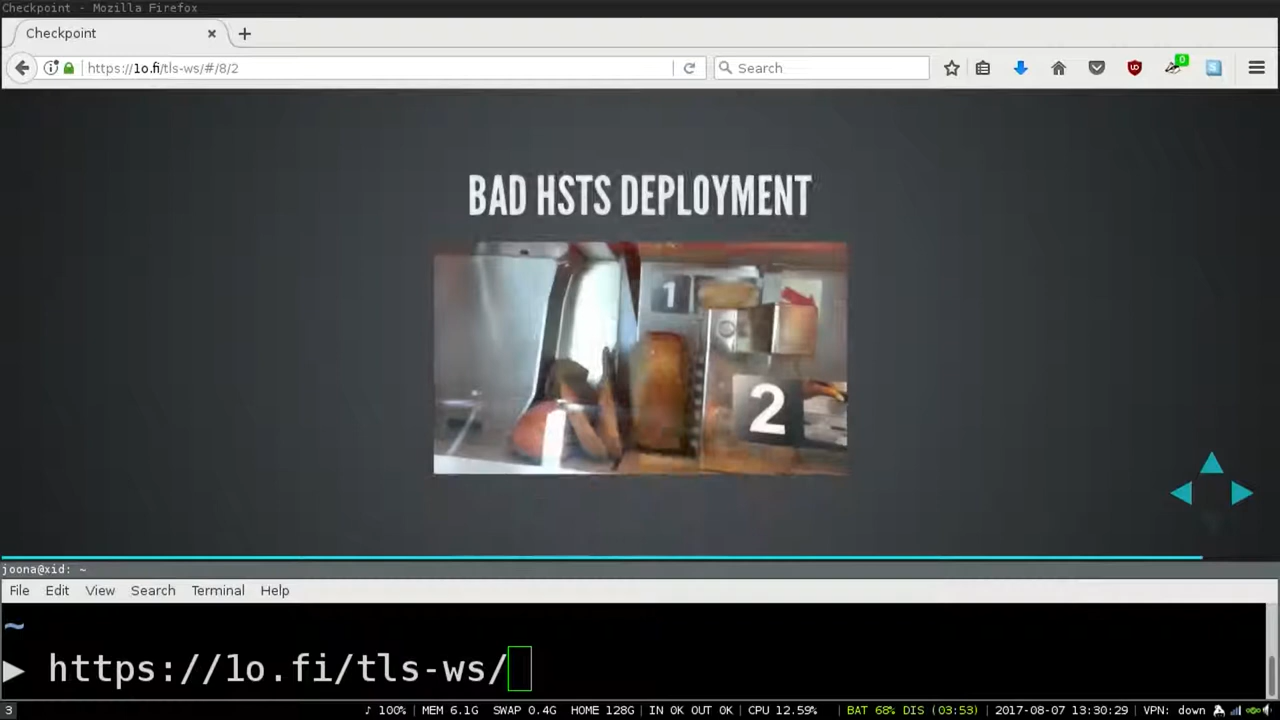 Checkpoint - Mozilla Firefox
Checkpoint
https://1o.fi/tls-ws/#/8/2
Search
0
BAD HSTS DEPLOYMENT
1
2
joona@xid: ~
File Edit View Search Terminal Help
~
https://1o.fi/tls-ws/
3 100% MEM 6.1G SWAP 0.4G HOME 128G IN OK OUT OK CPU 12.59% BAT 68% DIS (03:53) 2017-08-07 13:30:29 VPN: down